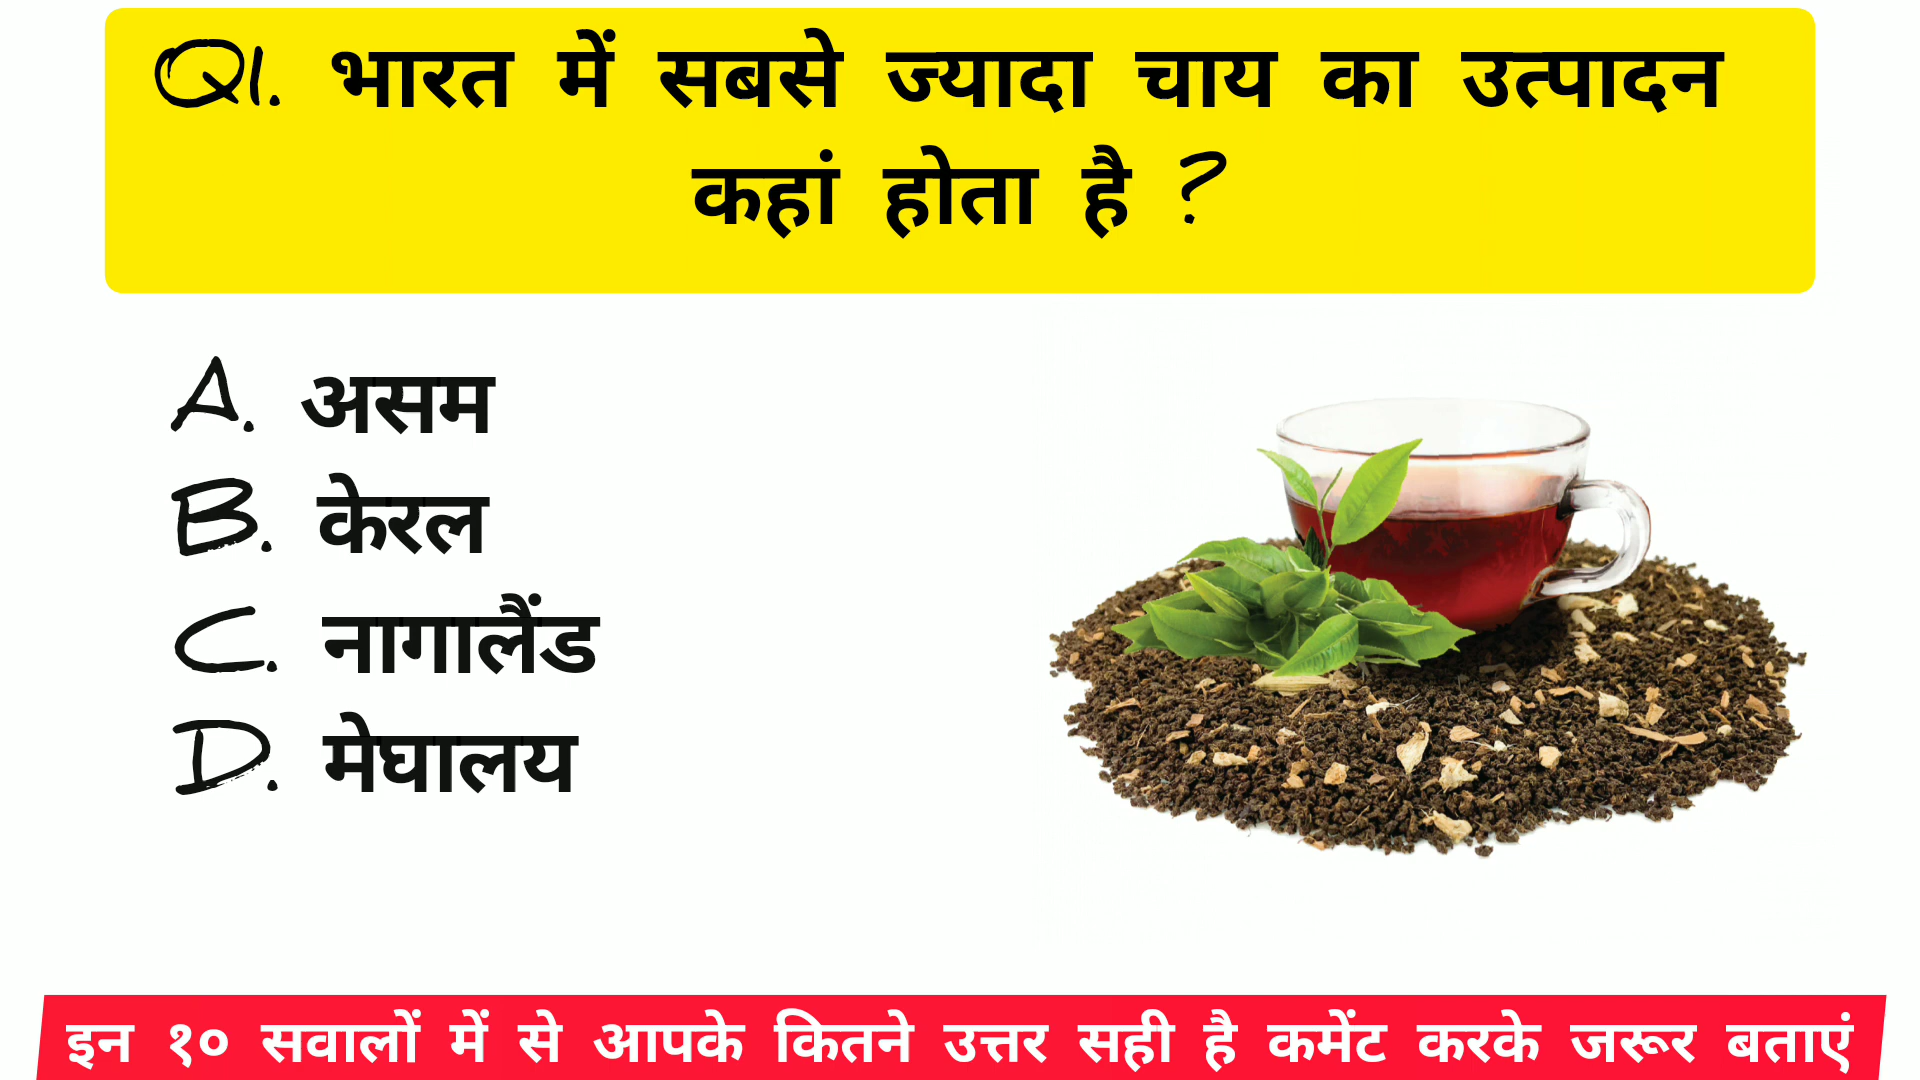 Q1. भारत में सबसे ज्यादा चाय का उत्पादन
कहां होता है ?
A. असम
B. केरल
C. नागालैंड
D. मेघालय
इन १० सवालों में से आपके कितने उत्तर सही है कमेंट करके जरूर बताएं